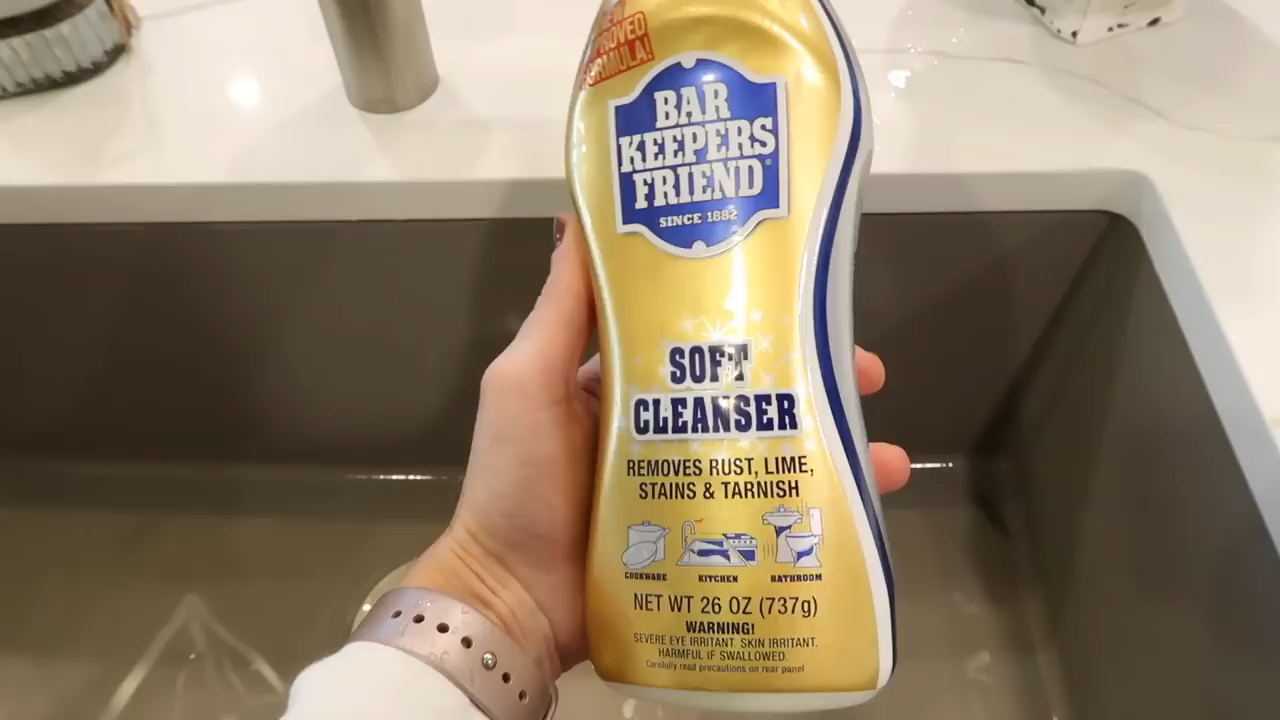 FORMULA!
BAR
KEEPERS
FRIEND®
SINCE 1882
SOFT
CLEANSER
REMOVES RUST, LIME,
STAINS & TARNISH
COOKWARE KITCHEN BATHROOM
NET WT 26 OZ (737g)
WARNING!
SEVERE EYE IRRITANT. SKIN IRRITANT.
HARMFUL IF SWALLOWED.
Carefully read precautions on rear panel